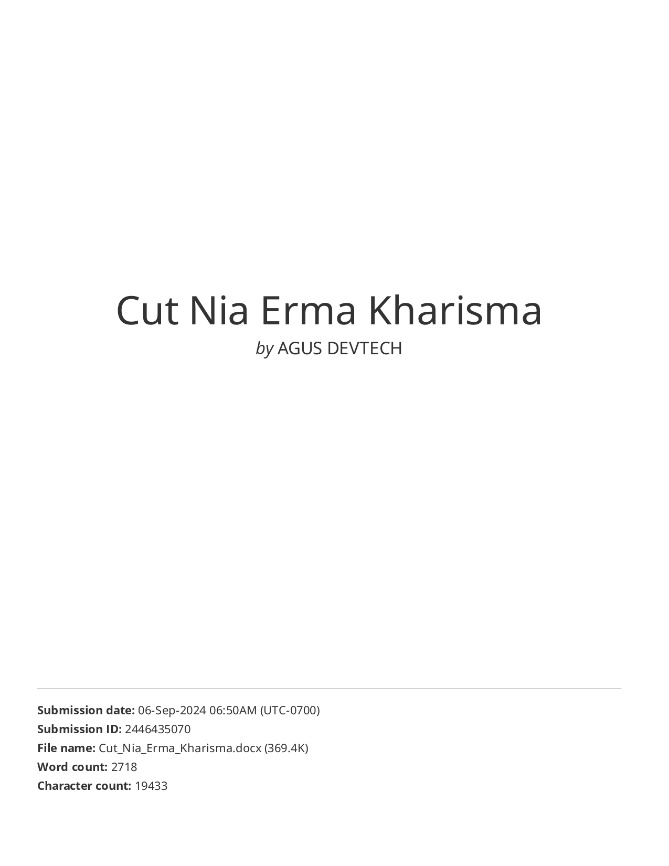 Cut Nia Erma Kharisma
by AGUS DEVTECH
Submission date: 06-Sep-2024 06:50AM (UTC-0700)
Submission ID: 2446435070
File name: Cut_Nia_Erma_Kharisma.docx (369.4K)
Word count: 2718
Character count: 19433